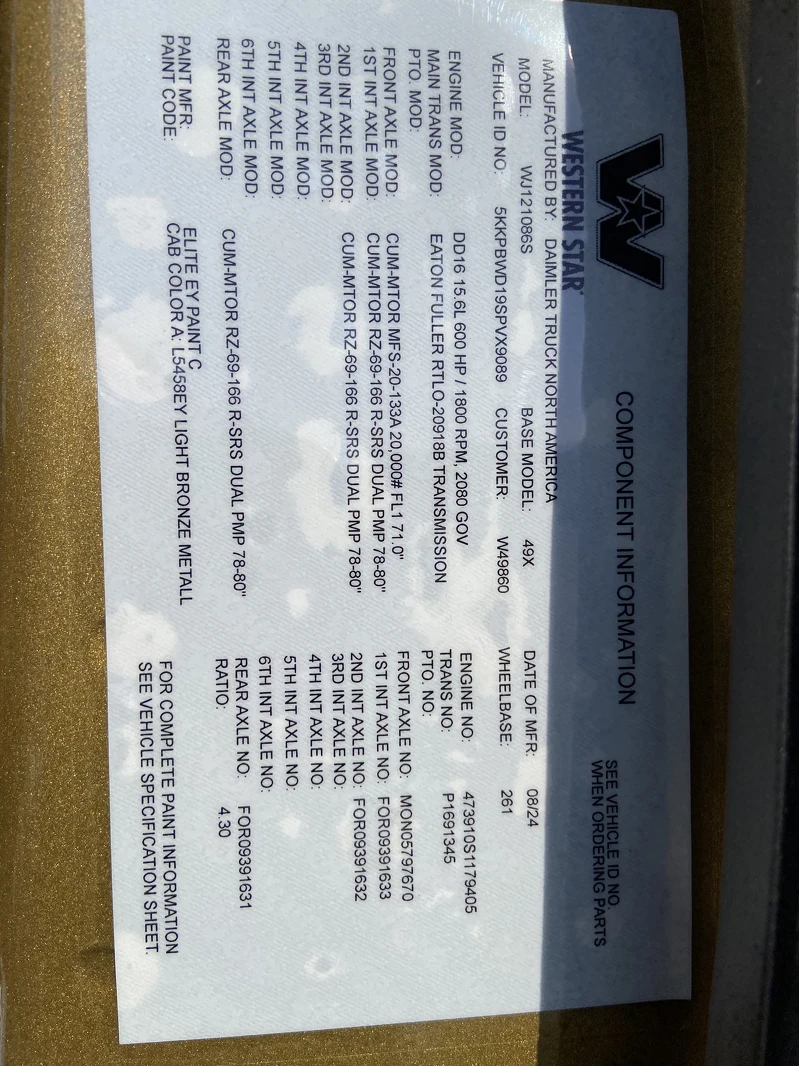 WESTERN STAR
COMPONENT INFORMATION
SEE VEHICLE ID NO.
WHEN ORDERING PARTS
MANUFACTURED BY: DAIMLER TRUCK NORTH AMERICA
MODEL: WJ121086S BASE MODEL: 49X DATE OF MFR: 08/24
VEHICLE ID NO: 5KKPBWD19SPVX9089 CUSTOMER: W49860 WHEELBASE: 261
ENGINE MOD: DD16 15.6L 600 HP / 1800 RPM, 2080 GOV ENGINE NO: 473910S1179405
MAIN TRANS MOD: EATON FULLER RTLO-20918B TRANSMISSION TRANS NO: P1691345
PTO. MOD: PTO. NO:
FRONT AXLE MOD: CUM-MTOR MFS-20-133A 20,000# FL1 71.0" FRONT AXLE NO: MON05797670
1ST INT AXLE MOD: CUM-MTOR RZ-69-166 R-SRS DUAL PMP 78-80" 1ST INT AXLE NO: FOR09391633
2ND INT AXLE MOD: CUM-MTOR RZ-69-166 R-SRS DUAL PMP 78-80" 2ND INT AXLE NO: FOR09391632
3RD INT AXLE MOD: 3RD INT AXLE NO:
4TH INT AXLE MOD: 4TH INT AXLE NO:
5TH INT AXLE MOD: 5TH INT AXLE NO:
6TH INT AXLE MOD: 6TH INT AXLE NO:
REAR AXLE MOD: CUM-MTOR RZ-69-166 R-SRS DUAL PMP 78-80" REAR AXLE NO: FOR09391631
RATIO: 4.30
PAINT MFR: ELITE EY PAINT C
PAINT CODE: CAB COLOR A: L5458EY LIGHT BRONZE METALL
FOR COMPLETE PAINT INFORMATION
SEE VEHICLE SPECIFICATION SHEET.